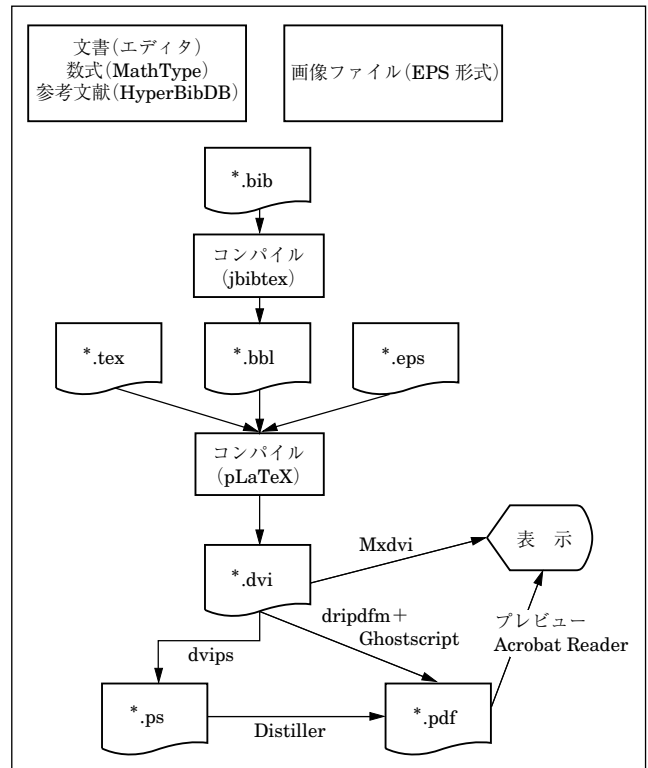 文書(エディタ)
数式(MathType)
参考文献(HyperBibDB)
画像ファイル(EPS 形式)
*.bib
コンパイル
(jbibtex)
*.tex
*.bbl
*.eps
コンパイル
(pLaTeX)
*.dvi
Mxdvi
表 示
dripdfm+
Ghostscript
プレビュー
Acrobat Reader
dvips
*.ps
Distiller
*.pdf